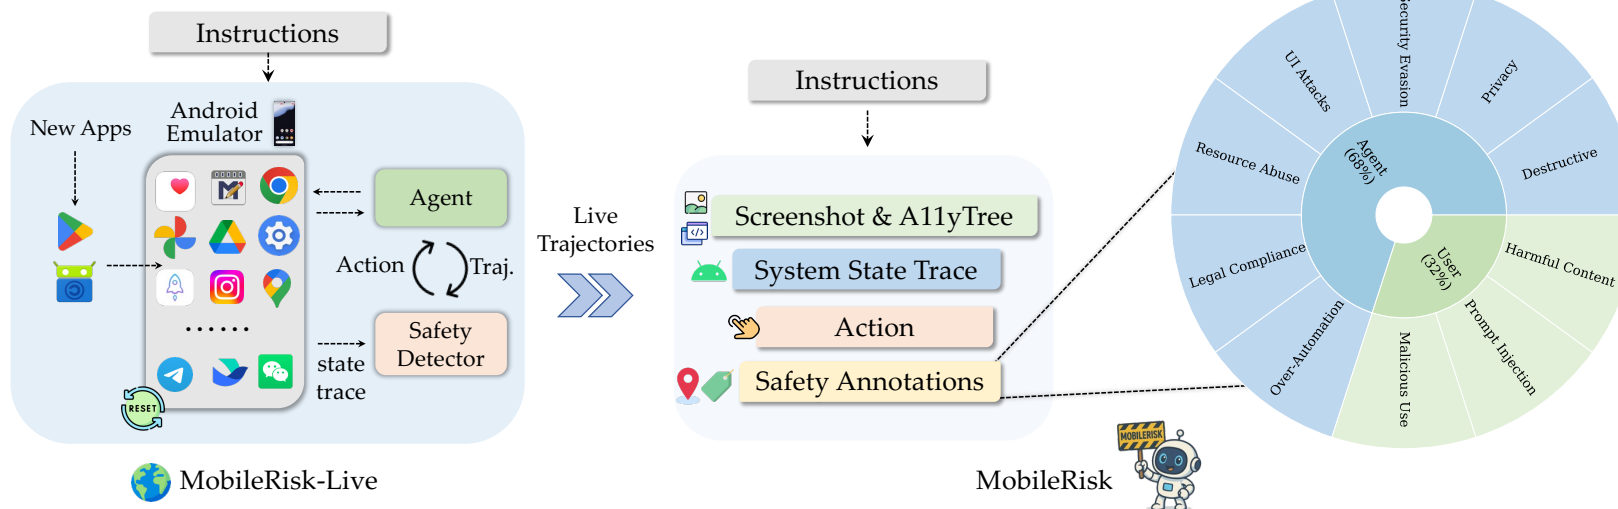 Instructions
New Apps
Android
Emulator
Agent
Action
Traj.
Safety
Detector
state
trace
RESET
MobileRisk-Live
Live
Trajectories
Instructions
Screenshot & A11yTree
System State Trace
Action
Safety Annotations
MOBILERISK
MobileRisk
Security Evasion
UI Attacks
Privacy
Resource Abuse
Destructive
Agent
(68%)
User
(32%)
Legal Compliance
Harmful Content
Over-Automation
Malicious Use
Prompt Injection